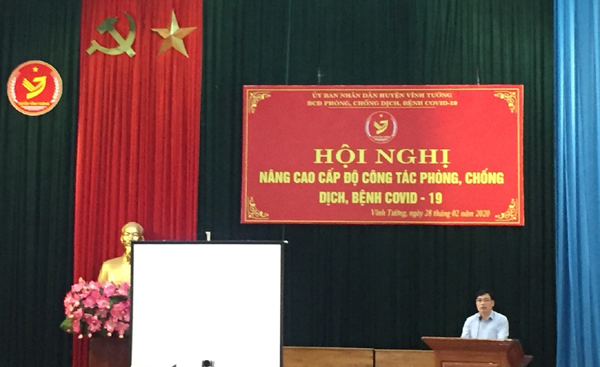 ỦY BAN NHÂN DÂN HUYỆN VĨNH TƯỜNG
BCĐ PHÒNG, CHỐNG DỊCH, BỆNH COVID-19
HỘI NGHỊ
NÂNG CAO CẤP ĐỘ CÔNG TÁC PHÒNG, CHỐNG
DỊCH, BỆNH COVID - 19
Vĩnh Tường, ngày 28 tháng 02 năm 2020